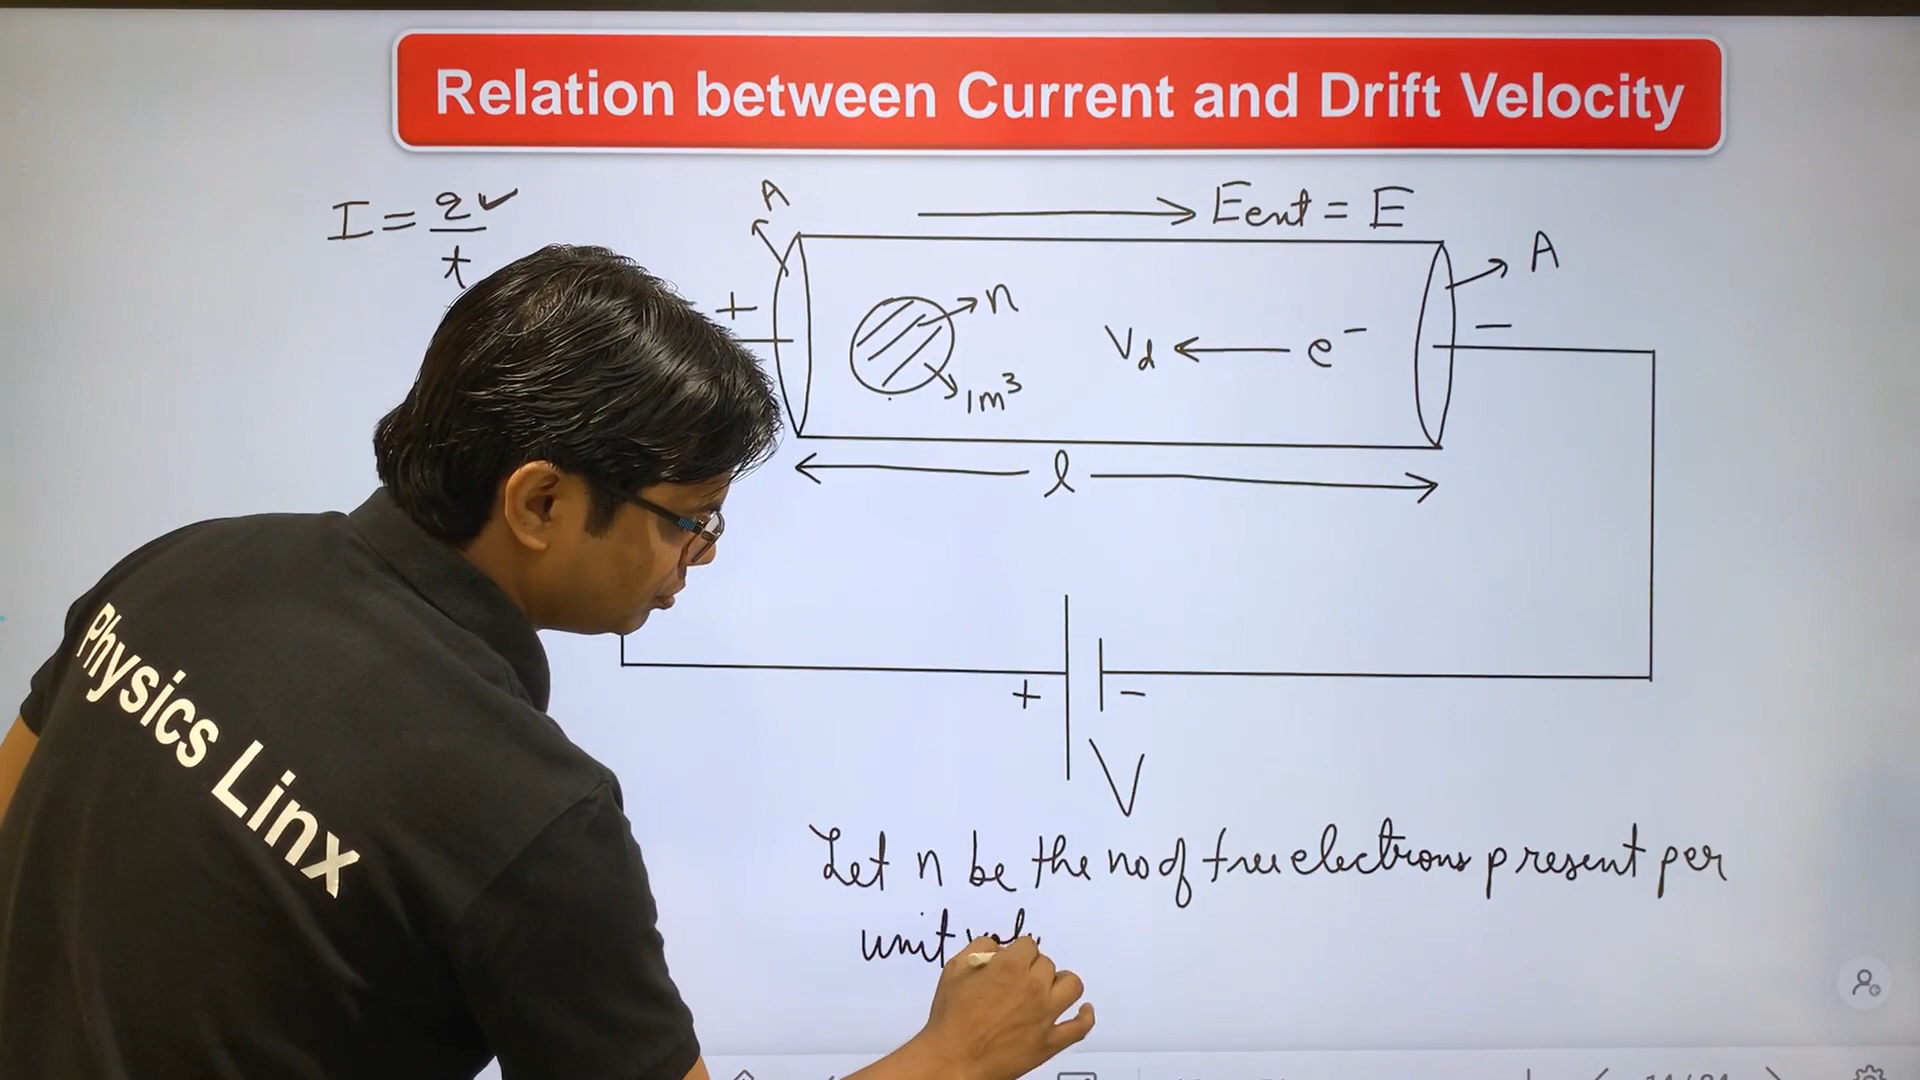 Relation between Current and Drift Velocity
I = q/t
A
E ext = E
A
+
n
1m³
Vd ← e⁻
−
l
+ −
V
Let n be the no of free electrons present per
unit
Physics Linx